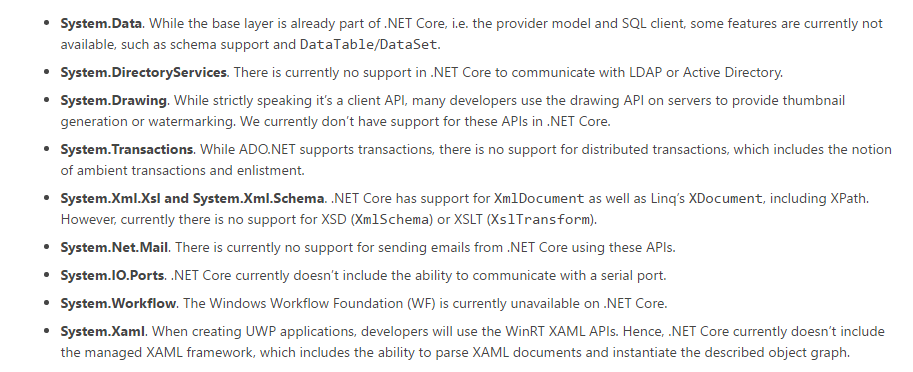 • System.Data. While the base layer is already part of .NET Core, i.e. the provider model and SQL client, some features are currently not
available, such as schema support and DataTable/DataSet.
• System.DirectoryServices. There is currently no support in .NET Core to communicate with LDAP or Active Directory.
• System.Drawing. While strictly speaking it's a client API, many developers use the drawing API on servers to provide thumbnail
generation or watermarking. We currently don't have support for these APIs in .NET Core.
• System.Transactions. While ADO.NET supports transactions, there is no support for distributed transactions, which includes the notion
of ambient transactions and enlistment.
• System.Xml.Xsl and System.Xml.Schema. .NET Core has support for XmlDocument as well as Linq's XDocument, including XPath.
However, currently there is no support for XSD (XmlSchema) or XSLT (XslTransform).
• System.Net.Mail. There is currently no support for sending emails from .NET Core using these APIs.
• System.IO.Ports. .NET Core currently doesn't include the ability to communicate with a serial port.
• System.Workflow. The Windows Workflow Foundation (WF) is currently unavailable on .NET Core.
• System.Xaml. When creating UWP applications, developers will use the WinRT XAML APIs. Hence, .NET Core currently doesn't include
the managed XAML framework, which includes the ability to parse XAML documents and instantiate the described object graph.